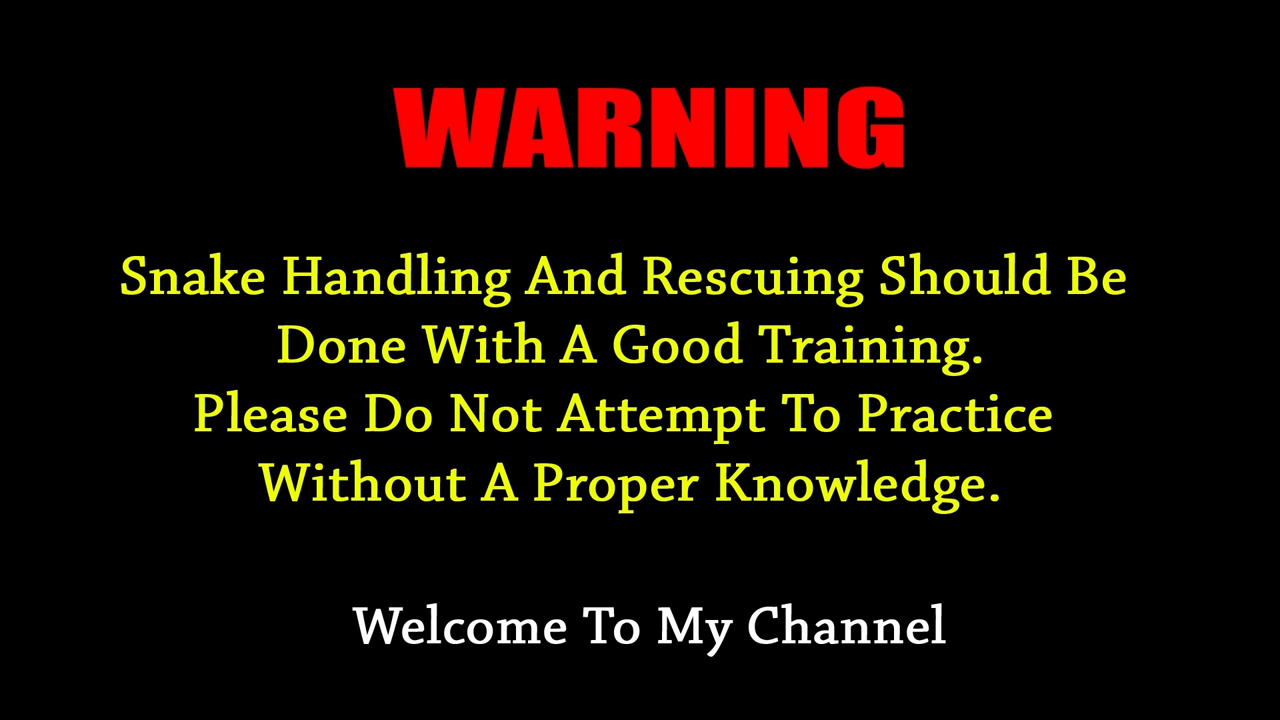 WARNING
Snake Handling And Rescuing Should Be
Done With A Good Training.
Please Do Not Attempt To Practice
Without A Proper Knowledge.
Welcome To My Channel